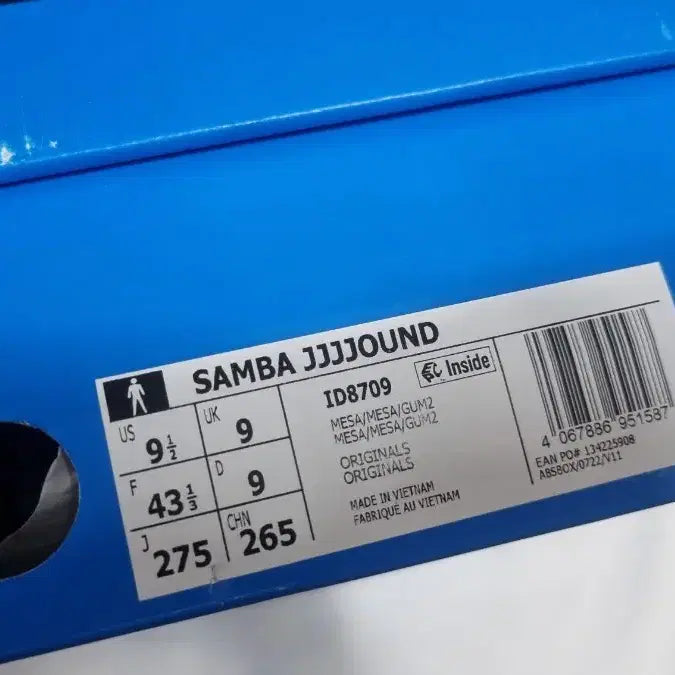 SAMBA JJJJOUND
US 9 1/2 UK 9
F 43 1/3 D 9
J 275 CHN 265
ID8709 Inside
MESA/MESA/GUM2
MESA/MESA/GUM2
ORIGINALS
ORIGINALS
MADE IN VIETNAM
FABRIQUÉ AU VIETNAM
4 067886 951587
EAN PO# 134225908
ABSBOX/0722/V11